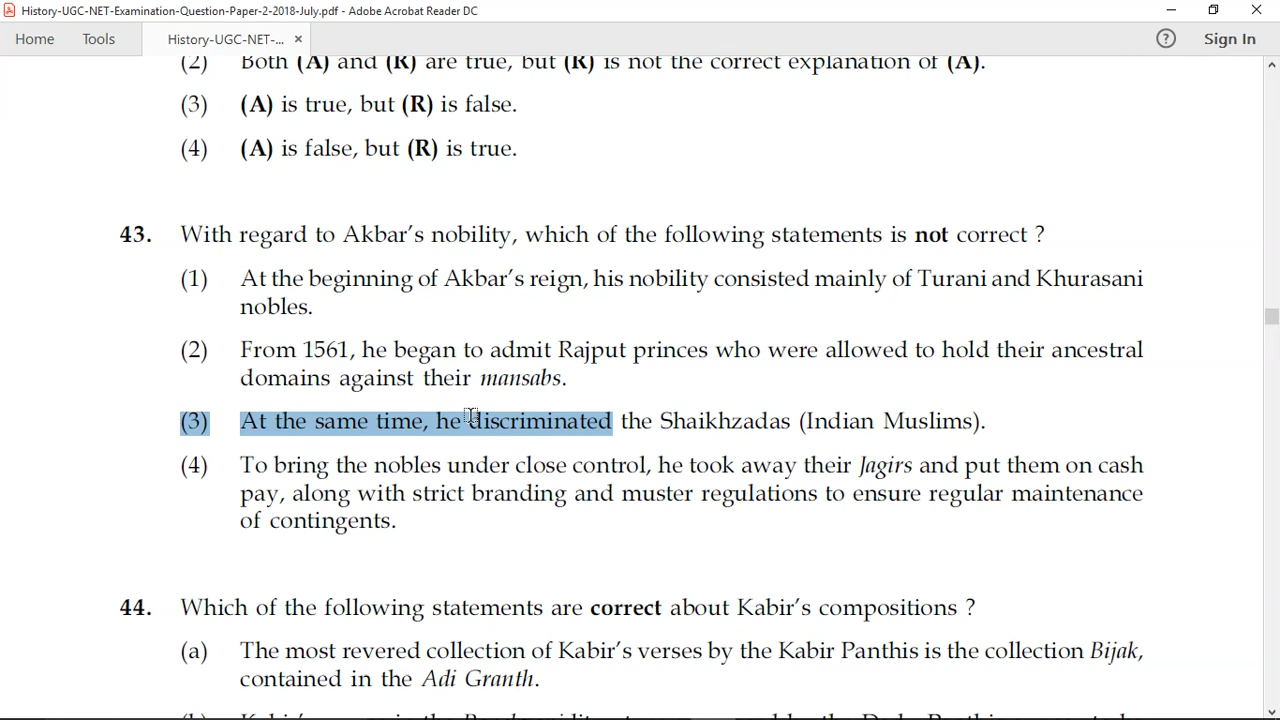 History-UGC-NET-Examination-Question-Paper-2-2018-July.pdf - Adobe Acrobat Reader DC
Home Tools History-UGC-NET-... × ? Sign In
(2) Both (A) and (R) are true, but (R) is not the correct explanation of (A).
(3) (A) is true, but (R) is false.
(4) (A) is false, but (R) is true.
43. With regard to Akbar's nobility, which of the following statements is not correct ?
(1) At the beginning of Akbar's reign, his nobility consisted mainly of Turani and Khurasani
nobles.
(2) From 1561, he began to admit Rajput princes who were allowed to hold their ancestral
domains against their mansabs.
(3) At the same time, he discriminated the Shaikhzadas (Indian Muslims).
(4) To bring the nobles under close control, he took away their Jagirs and put them on cash
pay, along with strict branding and muster regulations to ensure regular maintenance
of contingents.
44. Which of the following statements are correct about Kabir's compositions ?
(a) The most revered collection of Kabir's verses by the Kabir Panthis is the collection Bijak,
contained in the Adi Granth.